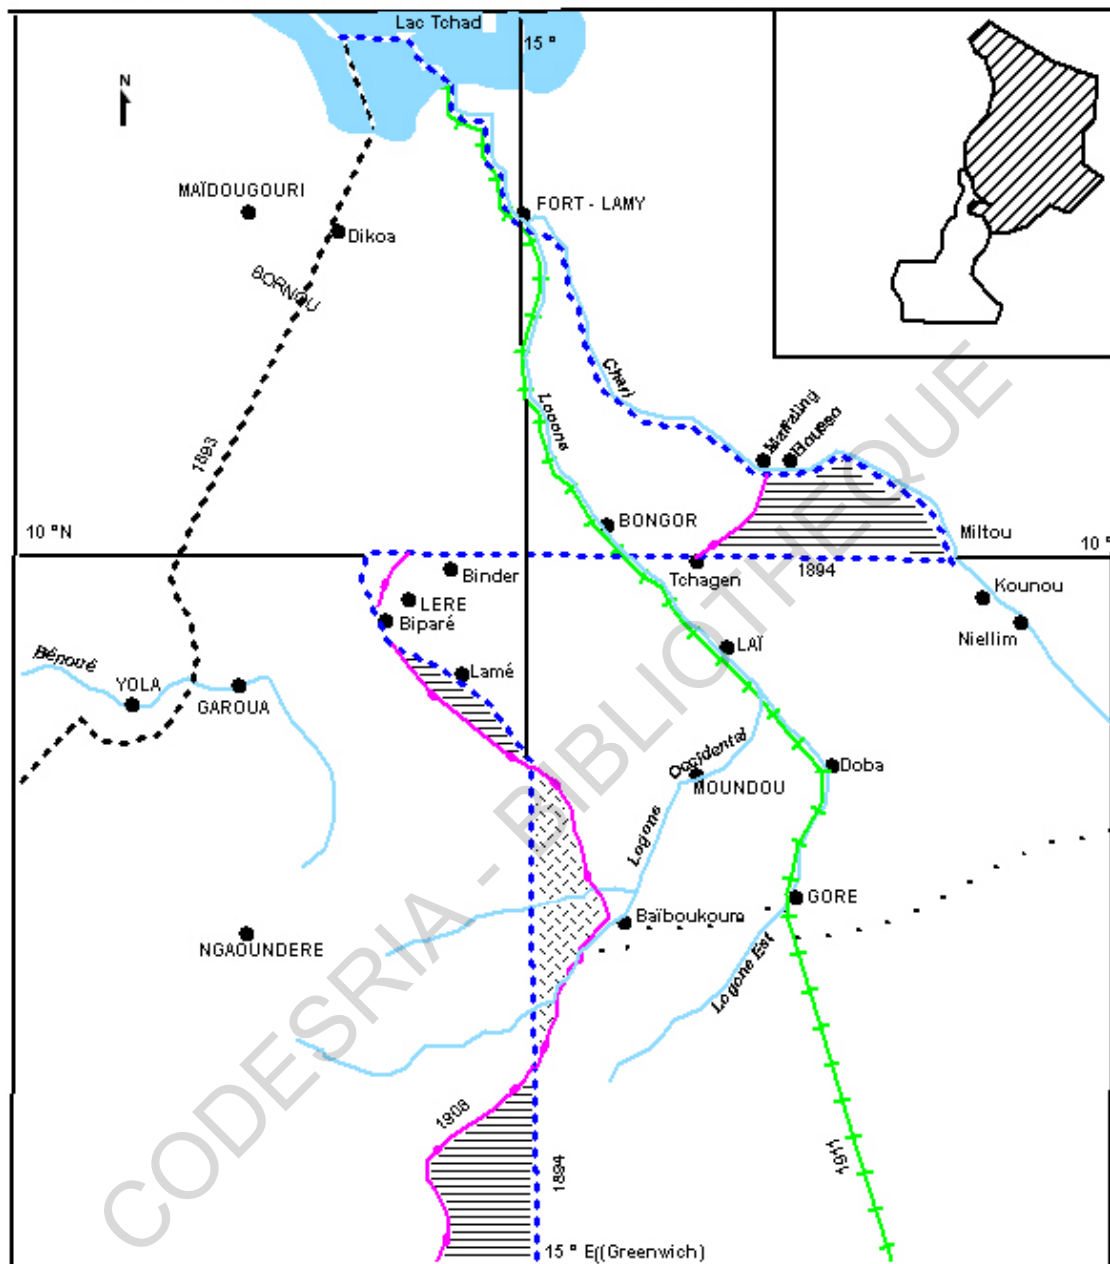 Lac Tchad
15 °
N
MAÏDOUGOURI
FORT - LAMY
Dikoa
BORNOU
Chari
Logone
Maffaling
Bousso
1893
BONGOR
10 ° N
Miltou
10 °
Binder
Tchagen
1894
Kounou
LERE
Biparé
Niellim
Bénoué
LAÏ
Lamé
YOLA
GAROUA
Occidental
Doba
MOUNDOU
Logone
GORE
Baïboukoum
NGAOUNDERE
Logone Est
1908
1894
1911
15 ° E((Greenwich)
CODESRIA - BIBLIOTHEQUE